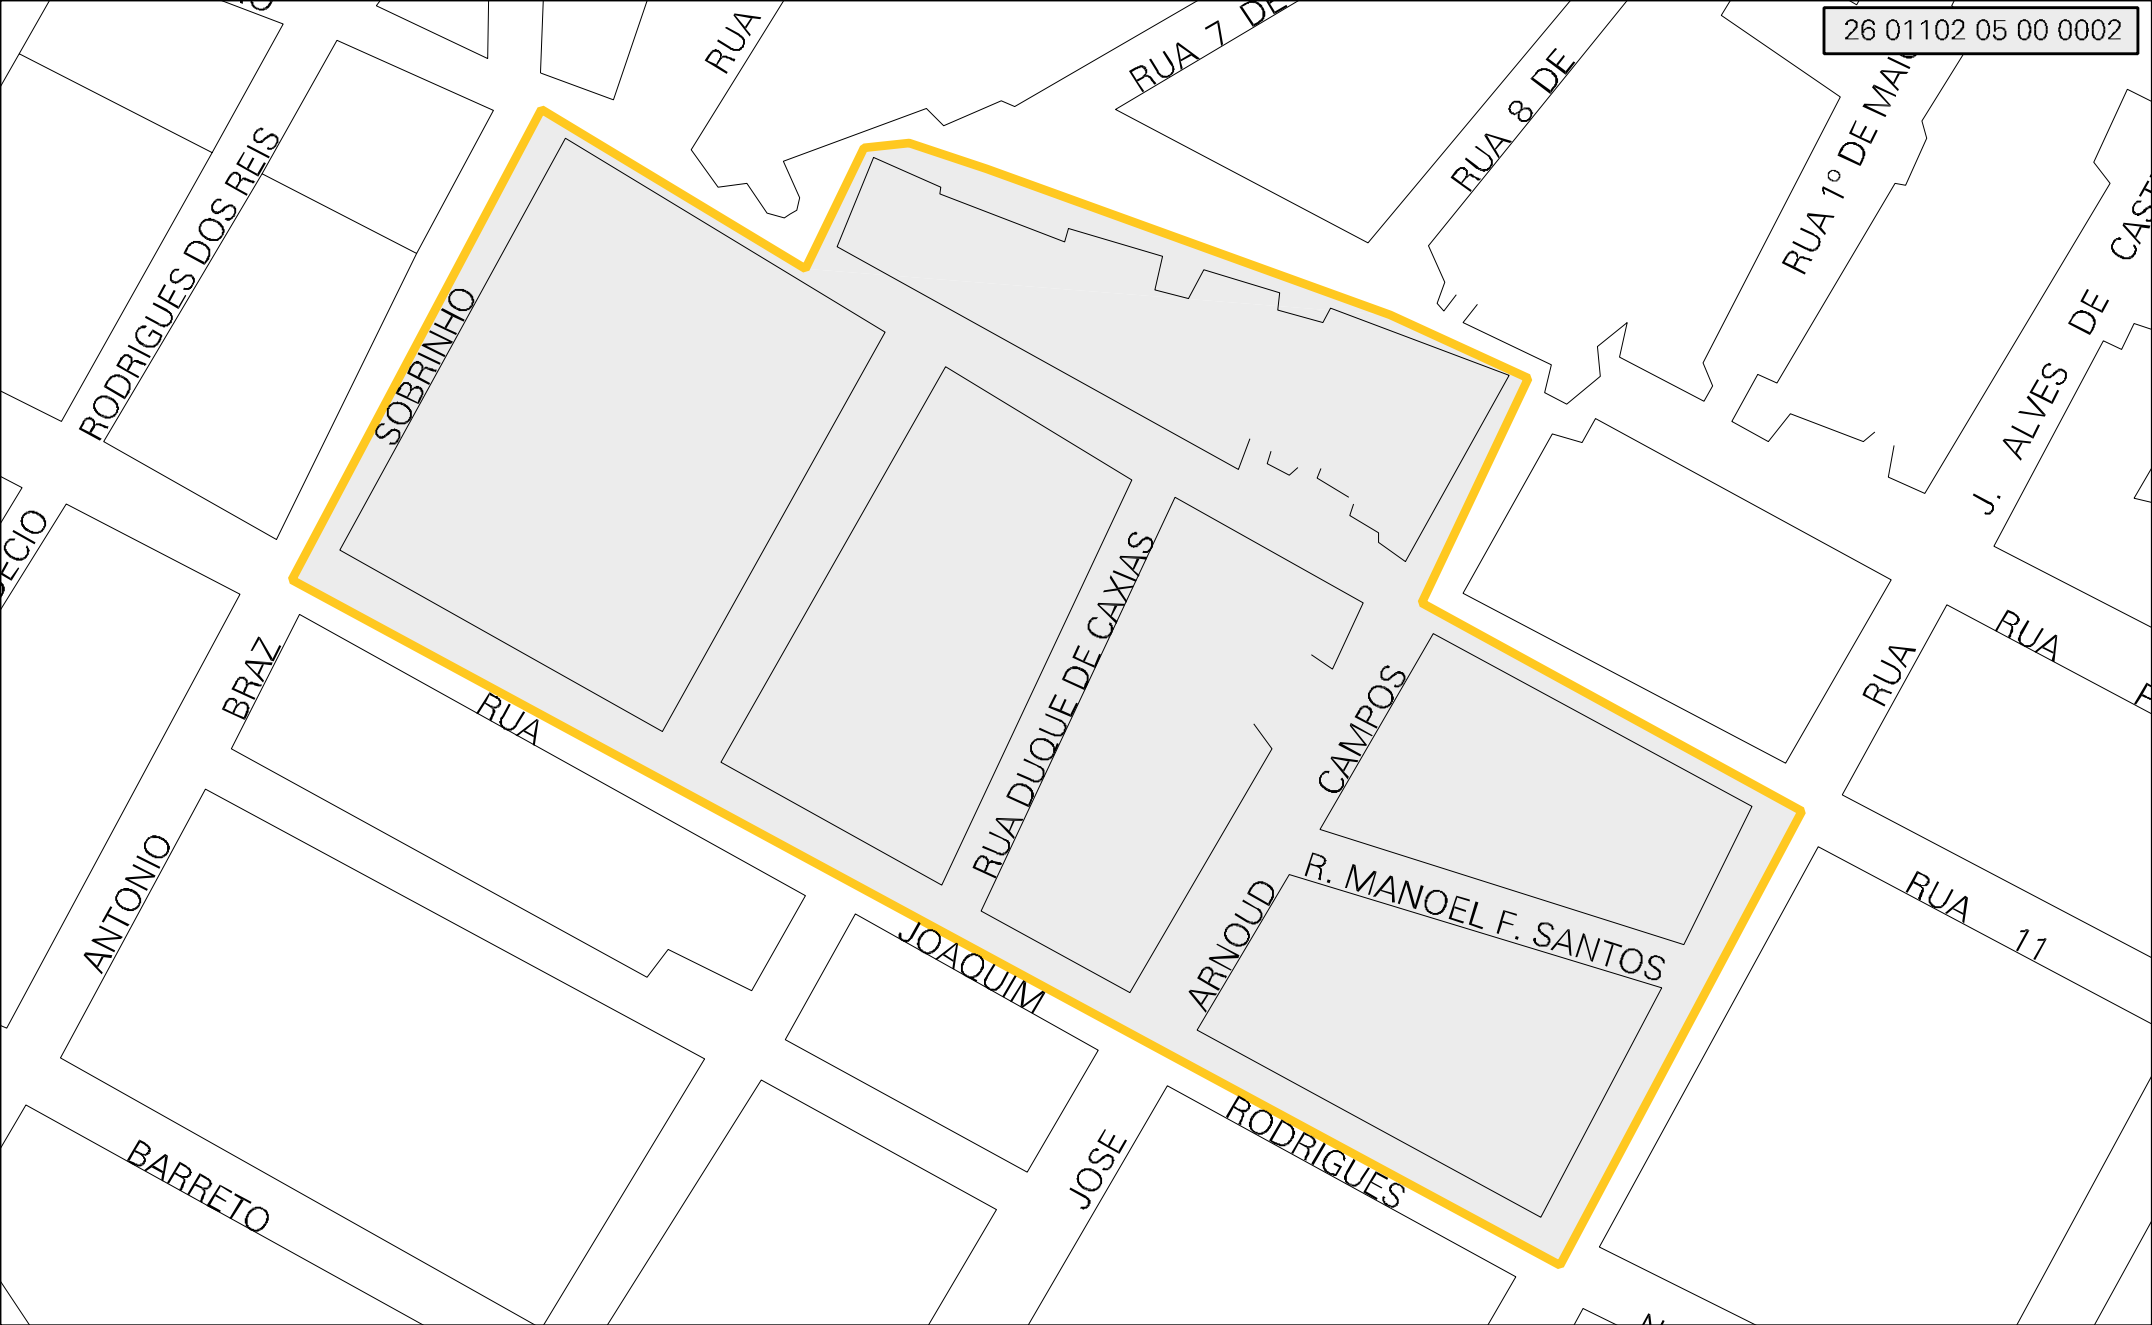 RUA
RUA 7 DE
RUA 8 DE
26 01102 05 00 0002
RUA 1º DE MAIO
RODRIGUES DOS REIS
SOBRINHO
J. ALVES DE
RUA
RUA
BRAZ
RUA
RUA DUQUE DE CAXIAS
CAMPOS
R. MANOEL F. SANTOS
RUA 11
ANTONIO
ARNOUD
JOAQUIM
RODRIGUES
JOSE
BARRETO